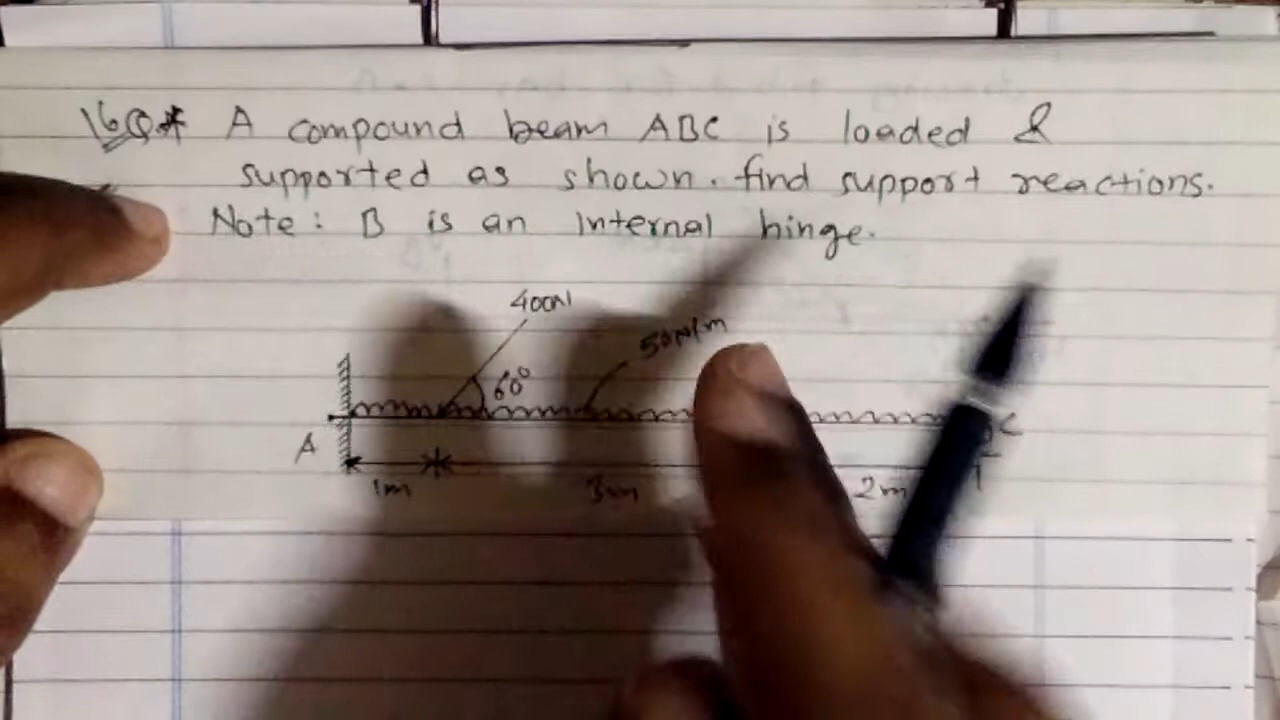 16Q* A compound beam ABC is loaded &
supported as shown. find support reactions.
Note: B is an Internal hinge.
400N
50N/m
60°
A
C
1m 3m 2m